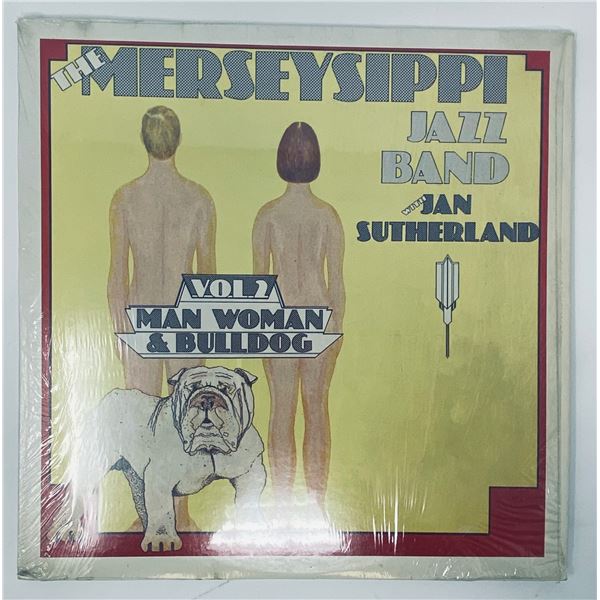 THE MERSEYSIPPI
JAZZ
BAND
WITH JAN
SUTHERLAND
VOL. 2
MAN WOMAN
& BULLDOG